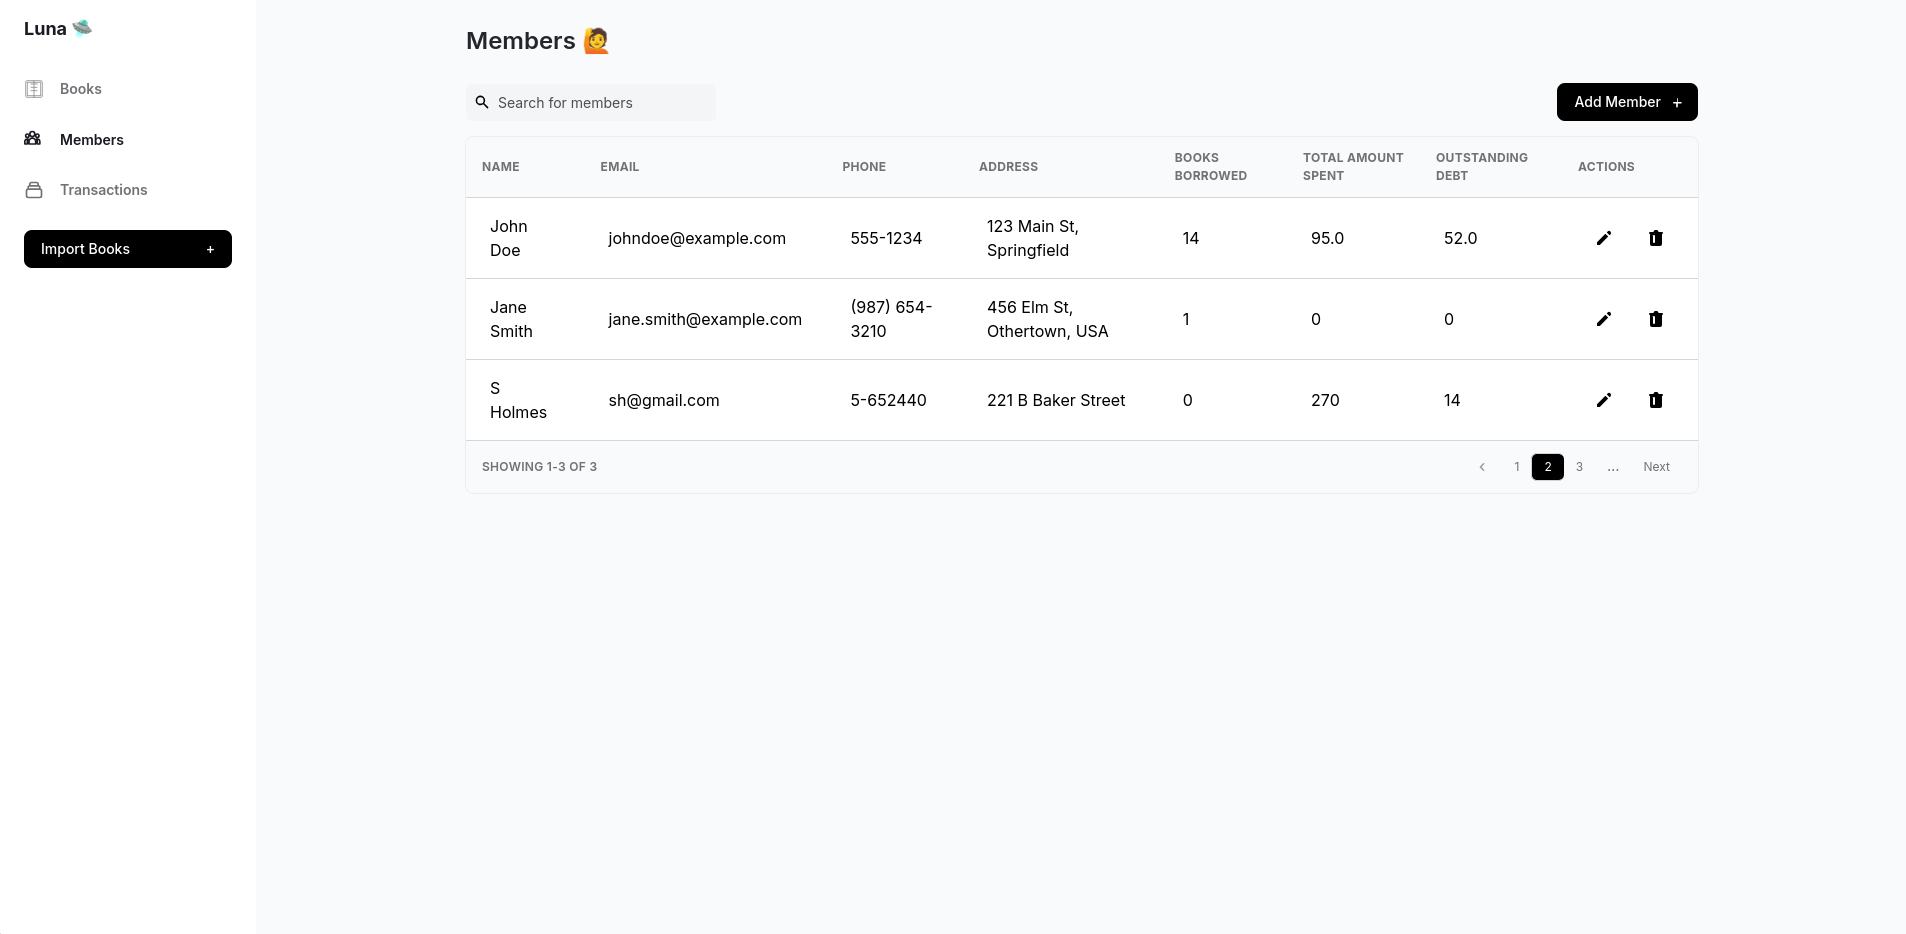 Luna 🛸
Books
Members
Transactions
Import Books +
Members 🙋
Search for members
Add Member +
NAME EMAIL PHONE ADDRESS BOOKS BORROWED TOTAL AMOUNT SPENT OUTSTANDING DEBT ACTIONS
John Doe johndoe@example.com 555-1234 123 Main St, Springfield 14 95.0 52.0
Jane Smith jane.smith@example.com (987) 654-3210 456 Elm St, Othertown, USA 1 0 0
S Holmes sh@gmail.com 5-652440 221 B Baker Street 0 270 14
SHOWING 1-3 OF 3
1 2 3 ... Next